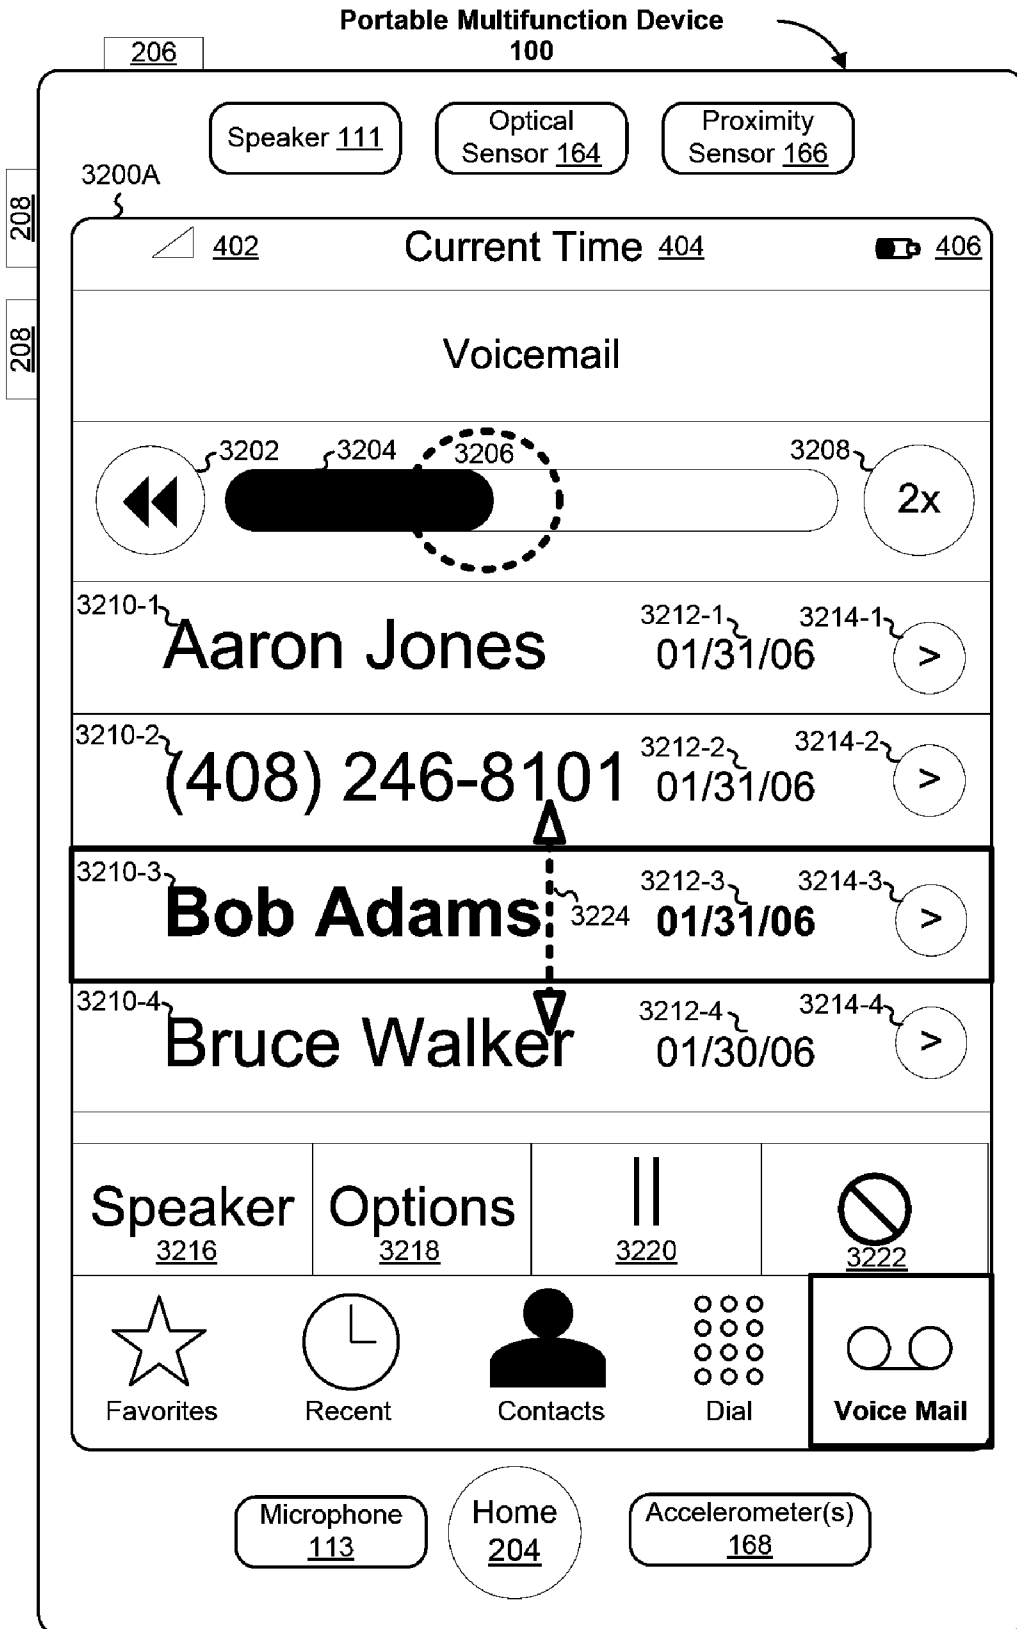 Portable Multifunction Device
100
206
Speaker 111
Optical
Sensor 164
Proximity
Sensor 166
3200A
208
208
402
Current Time 404
406
Voicemail
3202
3204
3206
3208
2x
3210-1
Aaron Jones
3212-1
01/31/06
3214-1
>
3210-2
(408) 246-8101
3212-2
01/31/06
3214-2
>
3210-3
Bob Adams
3224
3212-3
01/31/06
3214-3
>
3210-4
Bruce Walker
3212-4
01/30/06
3214-4
>
Speaker
3216
Options
3218
3220
3222
Favorites
Recent
Contacts
Dial
Voice Mail
Microphone
113
Home
204
Accelerometer(s)
168